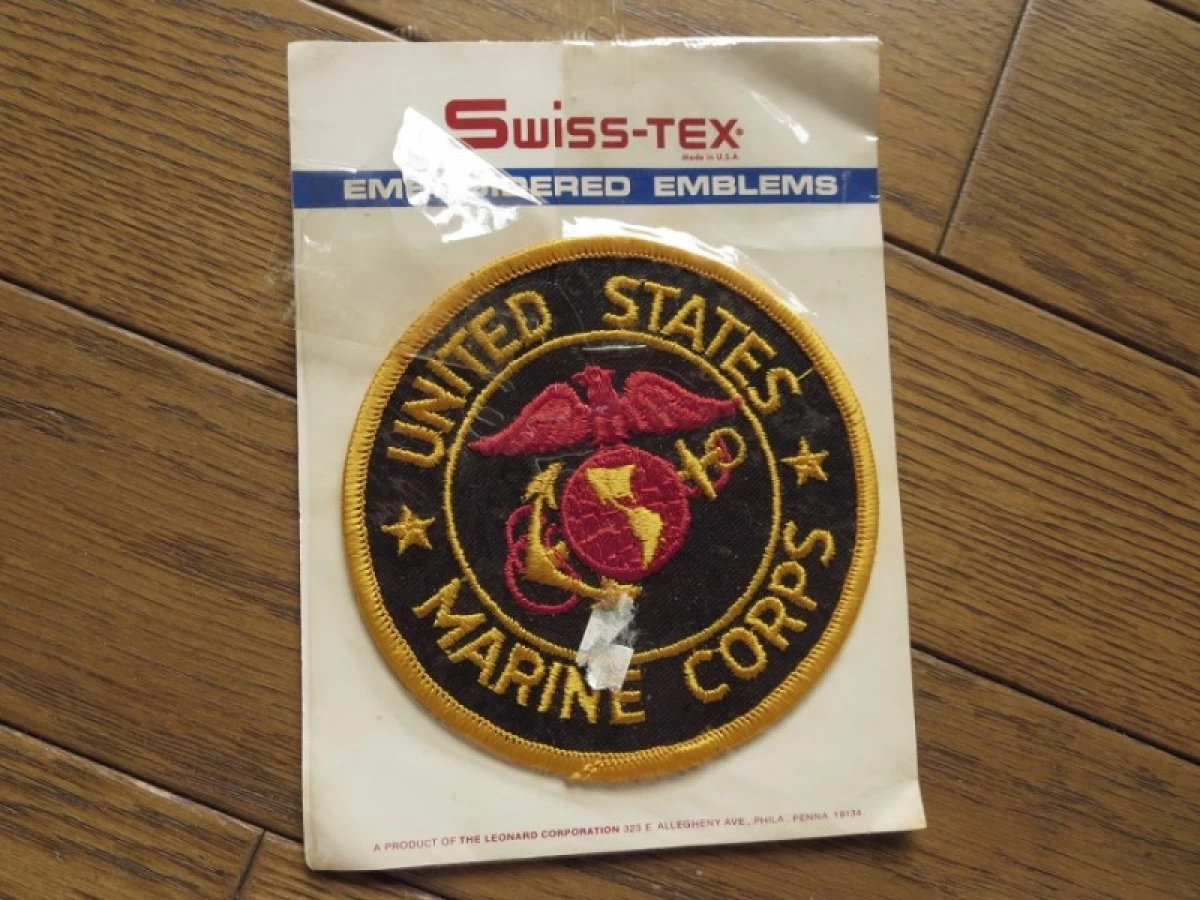 Swiss-Tex
Made in U.S.A.
EMBROIDERED EMBLEMS
UNITED STATES
MARINE CORPS
A PRODUCT OF THE LEONARD CORPORATION 323 E. ALLEGHENY AVE., PHILA., PENNA. 19134